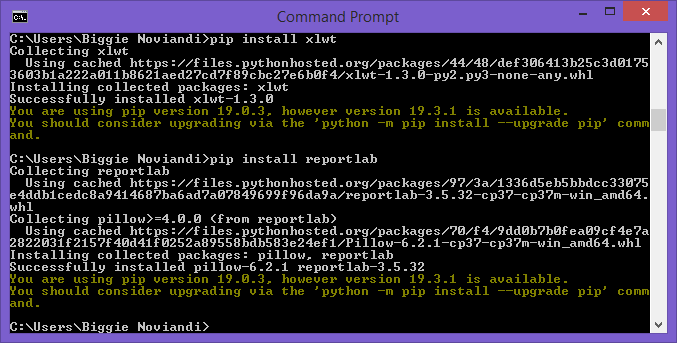 Command Prompt
C:\Users\Biggie Noviandi>pip install xlwt
Collecting xlwt
  Using cached https://files.pythonhosted.org/packages/44/48/def306413b25c3d0175
3603b1a222a011b8621aed27cd7f89cbc27e6b0f4/xlwt-1.3.0-py2.py3-none-any.whl
Installing collected packages: xlwt
Successfully installed xlwt-1.3.0
You are using pip version 19.0.3, however version 19.3.1 is available.
You should consider upgrading via the 'python -m pip install --upgrade pip' comm
and.
C:\Users\Biggie Noviandi>pip install reportlab
Collecting reportlab
  Using cached https://files.pythonhosted.org/packages/97/3a/1336d5eb5bbdcc33075
e4ddb1cedc8a9414687ba6ad7a07849699f96da9a/reportlab-3.5.32-cp37-cp37m-win_amd64.
whl
Collecting pillow>=4.0.0 (from reportlab)
  Using cached https://files.pythonhosted.org/packages/70/f4/9dd0b7b0fea09cf4e7a
2822031f2157f40d41f0252a89558bdb583e24ef1/Pillow-6.2.1-cp37-cp37m-win_amd64.whl
Installing collected packages: pillow, reportlab
Successfully installed pillow-6.2.1 reportlab-3.5.32
You are using pip version 19.0.3, however version 19.3.1 is available.
You should consider upgrading via the 'python -m pip install --upgrade pip' comm
and.
C:\Users\Biggie Noviandi>